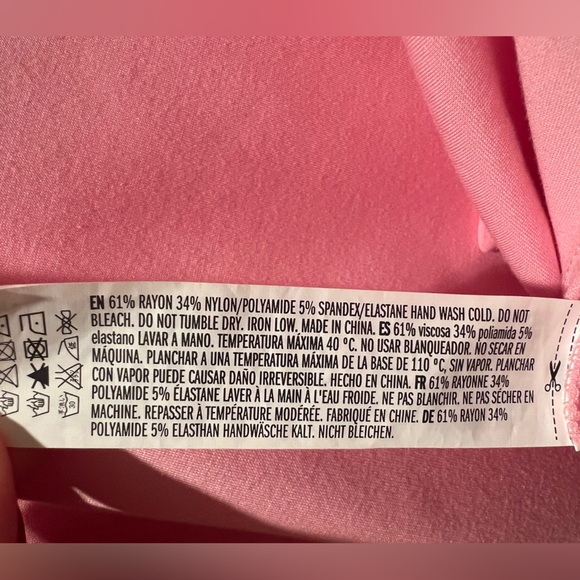 EN 61% RAYON 34% NYLON/POLYAMIDE 5% SPANDEX/ELASTANE HAND WASH COLD. DO NOT
BLEACH. DO NOT TUMBLE DRY. IRON LOW. MADE IN CHINA. ES 61% viscosa 34% poliamida 5%
elastano LAVAR A MANO. TEMPERATURA MÁXIMA 40 ºC. NO USAR BLANQUEADOR. NO SECAR EN
MÁQUINA. PLANCHAR A UNA TEMPERATURA MÁXIMA DE LA BASE DE 110 ºC, SIN VAPOR. PLANCHAR
CON VAPOR PUEDE CAUSAR DAÑO IRREVERSIBLE. HECHO EN CHINA. FR 61% RAYONNE 34%
POLYAMIDE 5% ÉLASTANE LAVER À LA MAIN À L'EAU FROIDE. NE PAS BLANCHIR. NE PAS SÉCHER EN
MACHINE. REPASSER À TEMPÉRATURE MODÉRÉE. FABRIQUÉ EN CHINE. DE 61% RAYON 34%
POLYAMIDE 5% ELASTHAN HANDWÄSCHE KALT. NICHT BLEICHEN.